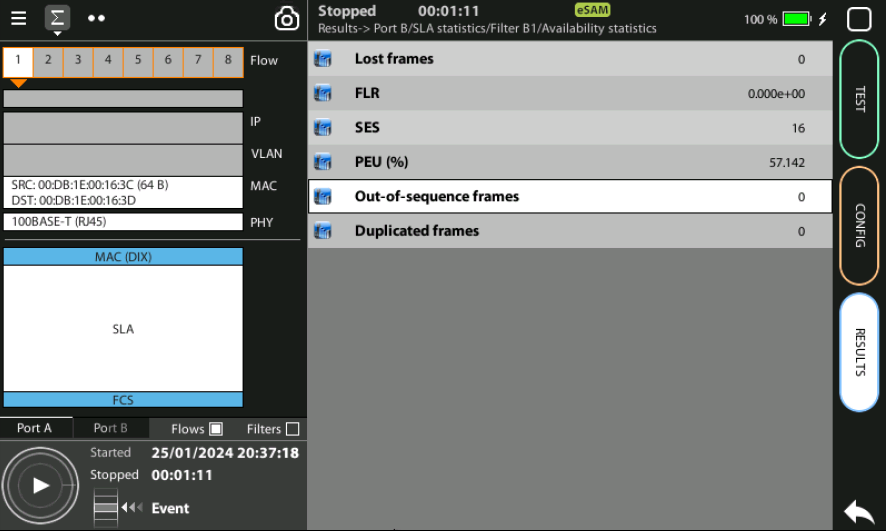 Stopped 00:01:11 eSAM 100 %
Results-> Port B/SLA statistics/Filter B1/Availability statistics
1 2 3 4 5 6 7 8 Flow
IP
VLAN
SRC: 00:DB:1E:00:16:3C (64 B) MAC
DST: 00:DB:1E:00:16:3D
100BASE-T (RJ45) PHY
MAC (DIX)
SLA
FCS
Port A Port B Flows Filters
Started 25/01/2024 20:37:18
Stopped 00:01:11
Event
Lost frames 0
FLR 0.000e+00
SES 16
PEU (%) 57.142
Out-of-sequence frames 0
Duplicated frames 0
TEST
CONFIG
RESULTS